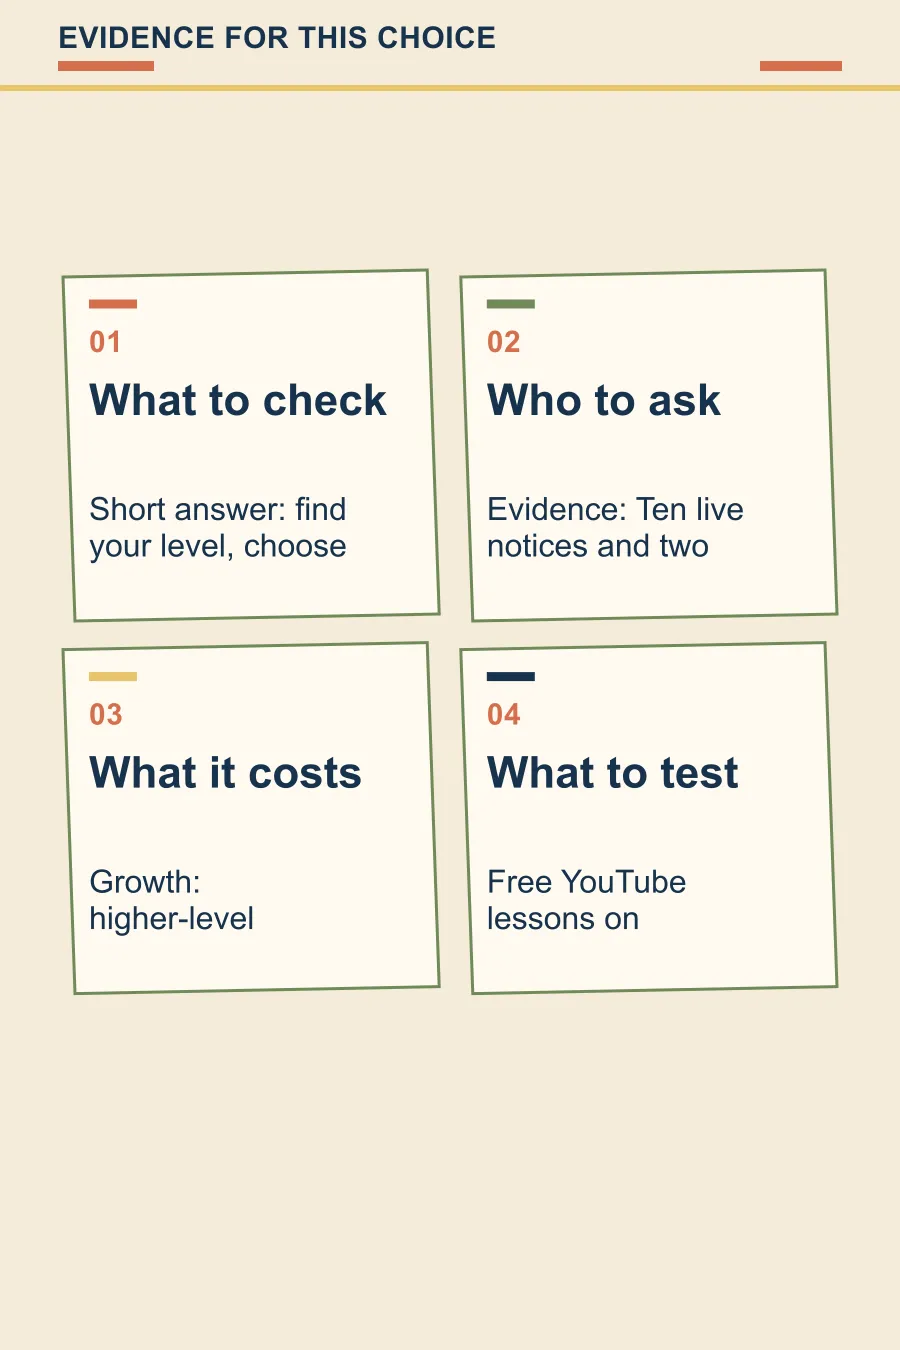 EVIDENCE FOR THIS CHOICE
01
What to check
Short answer: find
your level, choose
02
Who to ask
Evidence: Ten live
notices and two
03
What it costs
Growth:
higher-level
04
What to test
Free YouTube
lessons on